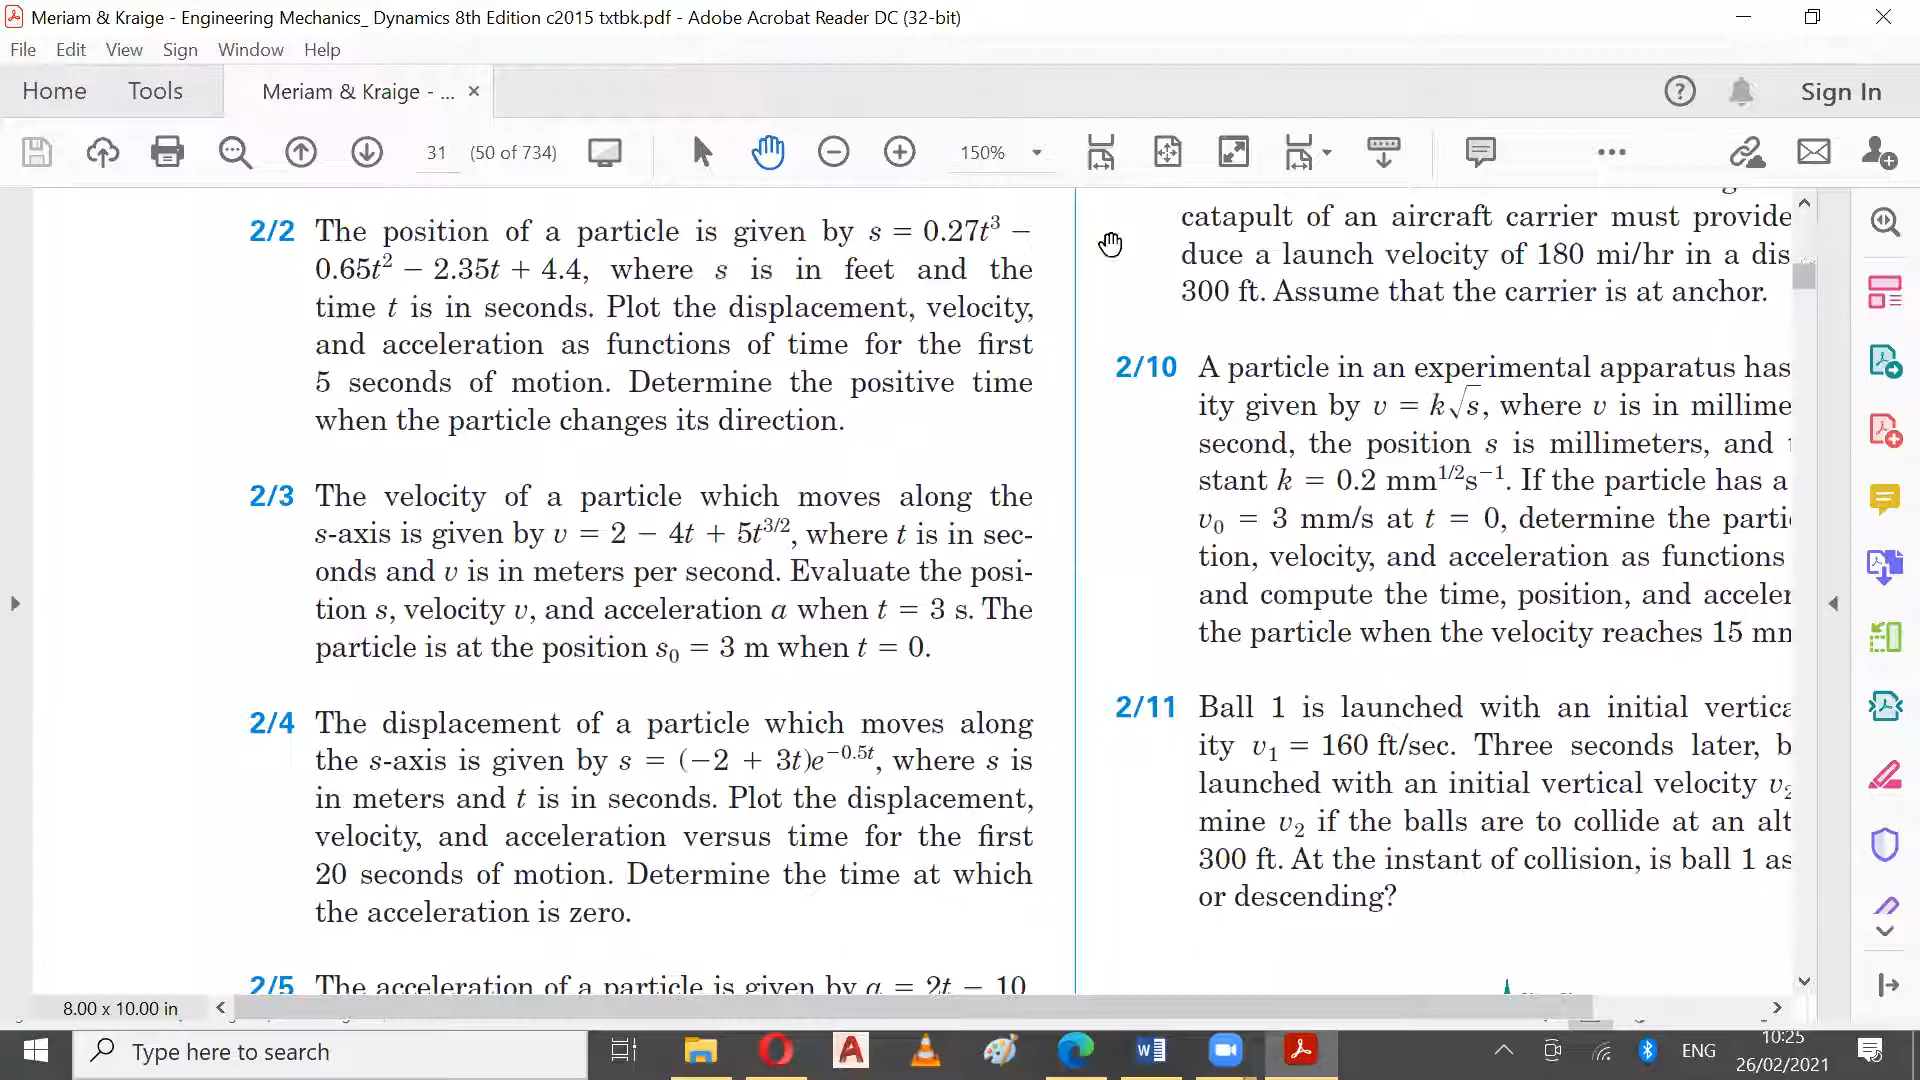 Meriam & Kraige - Engineering Mechanics_ Dynamics 8th Edition c2015 txtbk.pdf - Adobe Acrobat Reader DC (32-bit)
File Edit View Sign Window Help
Home Tools Meriam & Kraige - ... × Sign In
31 (50 of 734) 150%
2/2 The position of a particle is given by s = 0.27t³ −
0.65t² − 2.35t + 4.4, where s is in feet and the
time t is in seconds. Plot the displacement, velocity,
and acceleration as functions of time for the first
5 seconds of motion. Determine the positive time
when the particle changes its direction.
2/3 The velocity of a particle which moves along the
s-axis is given by v = 2 − 4t + 5t^3/2, where t is in sec-
onds and v is in meters per second. Evaluate the posi-
tion s, velocity v, and acceleration a when t = 3 s. The
particle is at the position s₀ = 3 m when t = 0.
2/4 The displacement of a particle which moves along
the s-axis is given by s = (−2 + 3t)e^−0.5t, where s is
in meters and t is in seconds. Plot the displacement,
velocity, and acceleration versus time for the first
20 seconds of motion. Determine the time at which
the acceleration is zero.
2/5 The acceleration of a particle is given by a = 2t − 10,
catapult of an aircraft carrier must provide
duce a launch velocity of 180 mi/hr in a dis
300 ft. Assume that the carrier is at anchor.
2/10 A particle in an experimental apparatus has
ity given by v = k√s, where v is in millime
second, the position s is millimeters, and
stant k = 0.2 mm^1/2 s^−1. If the particle has a
v₀ = 3 mm/s at t = 0, determine the parti
tion, velocity, and acceleration as functions
and compute the time, position, and acceler
the particle when the velocity reaches 15 mm
2/11 Ball 1 is launched with an initial vertica
ity v₁ = 160 ft/sec. Three seconds later, b
launched with an initial vertical velocity v₂
mine v₂ if the balls are to collide at an alt
300 ft. At the instant of collision, is ball 1 as
or descending?
8.00 x 10.00 in
Type here to search
ENG
10:25
26/02/2021